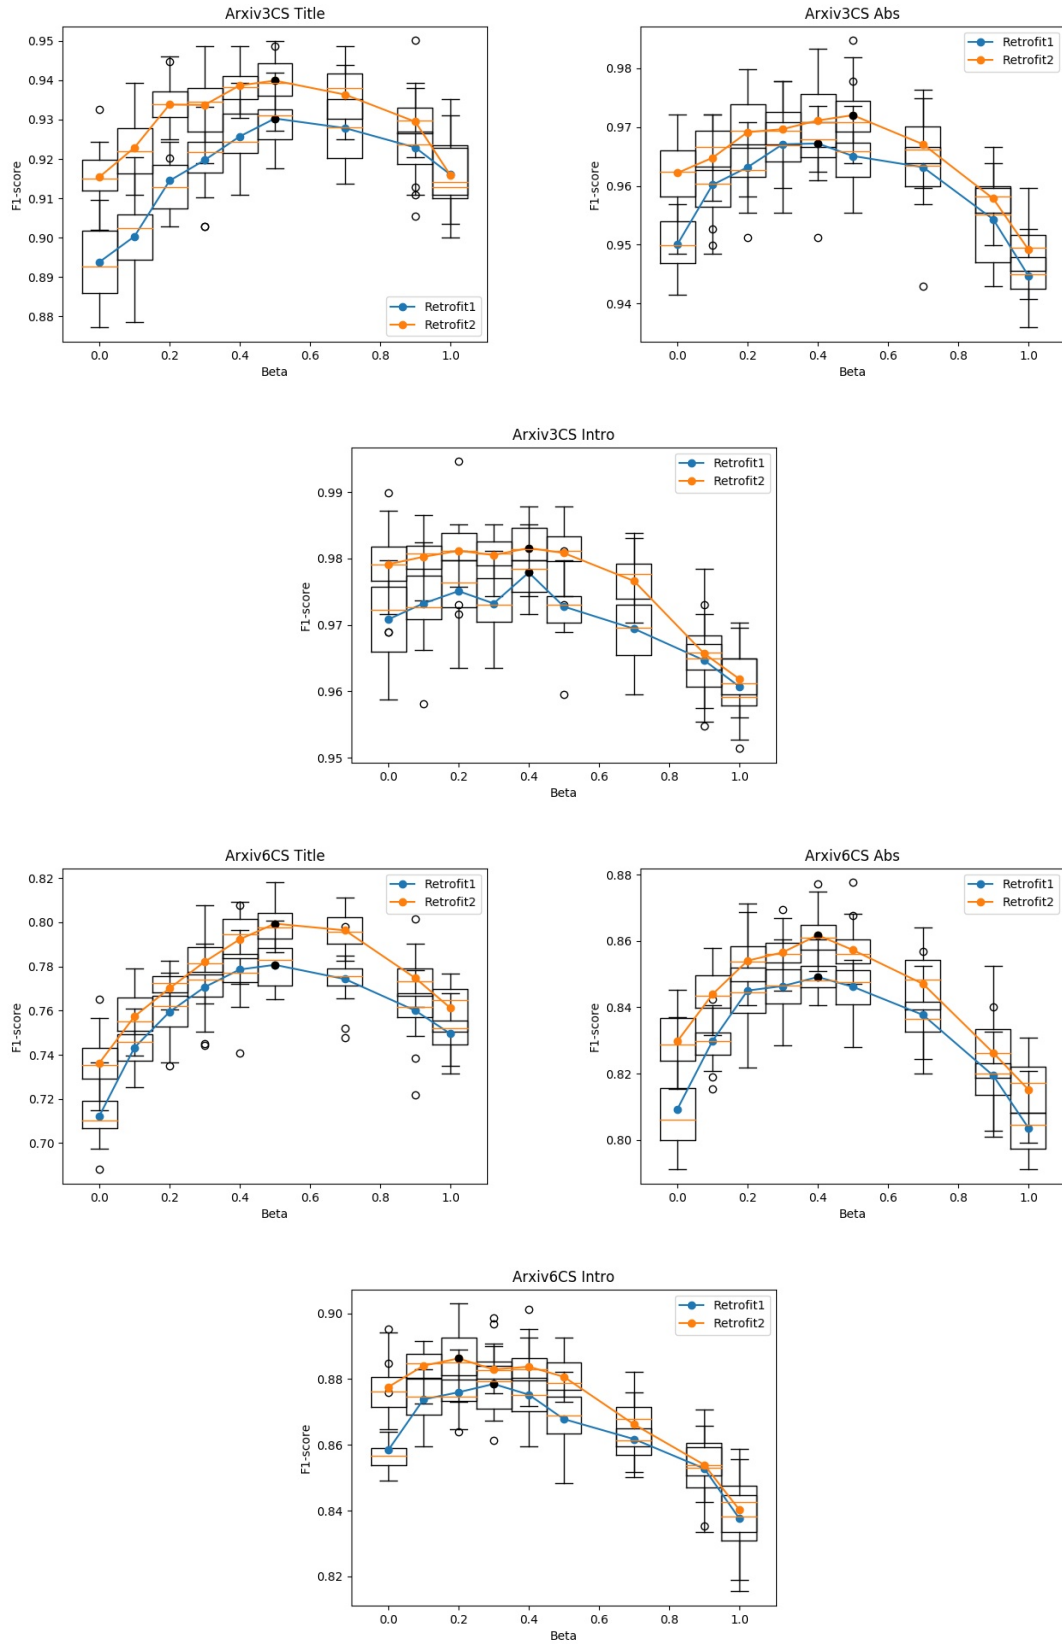 Arxiv3CS Title
F1-score
0.95
0.94
0.93
0.92
0.91
0.90
0.89
0.88
0.0 0.2 0.4 0.6 0.8 1.0
Beta
Retrofit1
Retrofit2
Arxiv3CS Abs
F1-score
0.98
0.97
0.96
0.95
0.94
0.0 0.2 0.4 0.6 0.8 1.0
Beta
Retrofit1
Retrofit2
Arxiv3CS Intro
F1-score
0.99
0.98
0.97
0.96
0.95
0.0 0.2 0.4 0.6 0.8 1.0
Beta
Retrofit1
Retrofit2
Arxiv6CS Title
F1-score
0.82
0.80
0.78
0.76
0.74
0.72
0.70
0.0 0.2 0.4 0.6 0.8 1.0
Beta
Retrofit1
Retrofit2
Arxiv6CS Abs
F1-score
0.88
0.86
0.84
0.82
0.80
0.0 0.2 0.4 0.6 0.8 1.0
Beta
Retrofit1
Retrofit2
Arxiv6CS Intro
F1-score
0.90
0.88
0.86
0.84
0.82
0.0 0.2 0.4 0.6 0.8 1.0
Beta
Retrofit1
Retrofit2